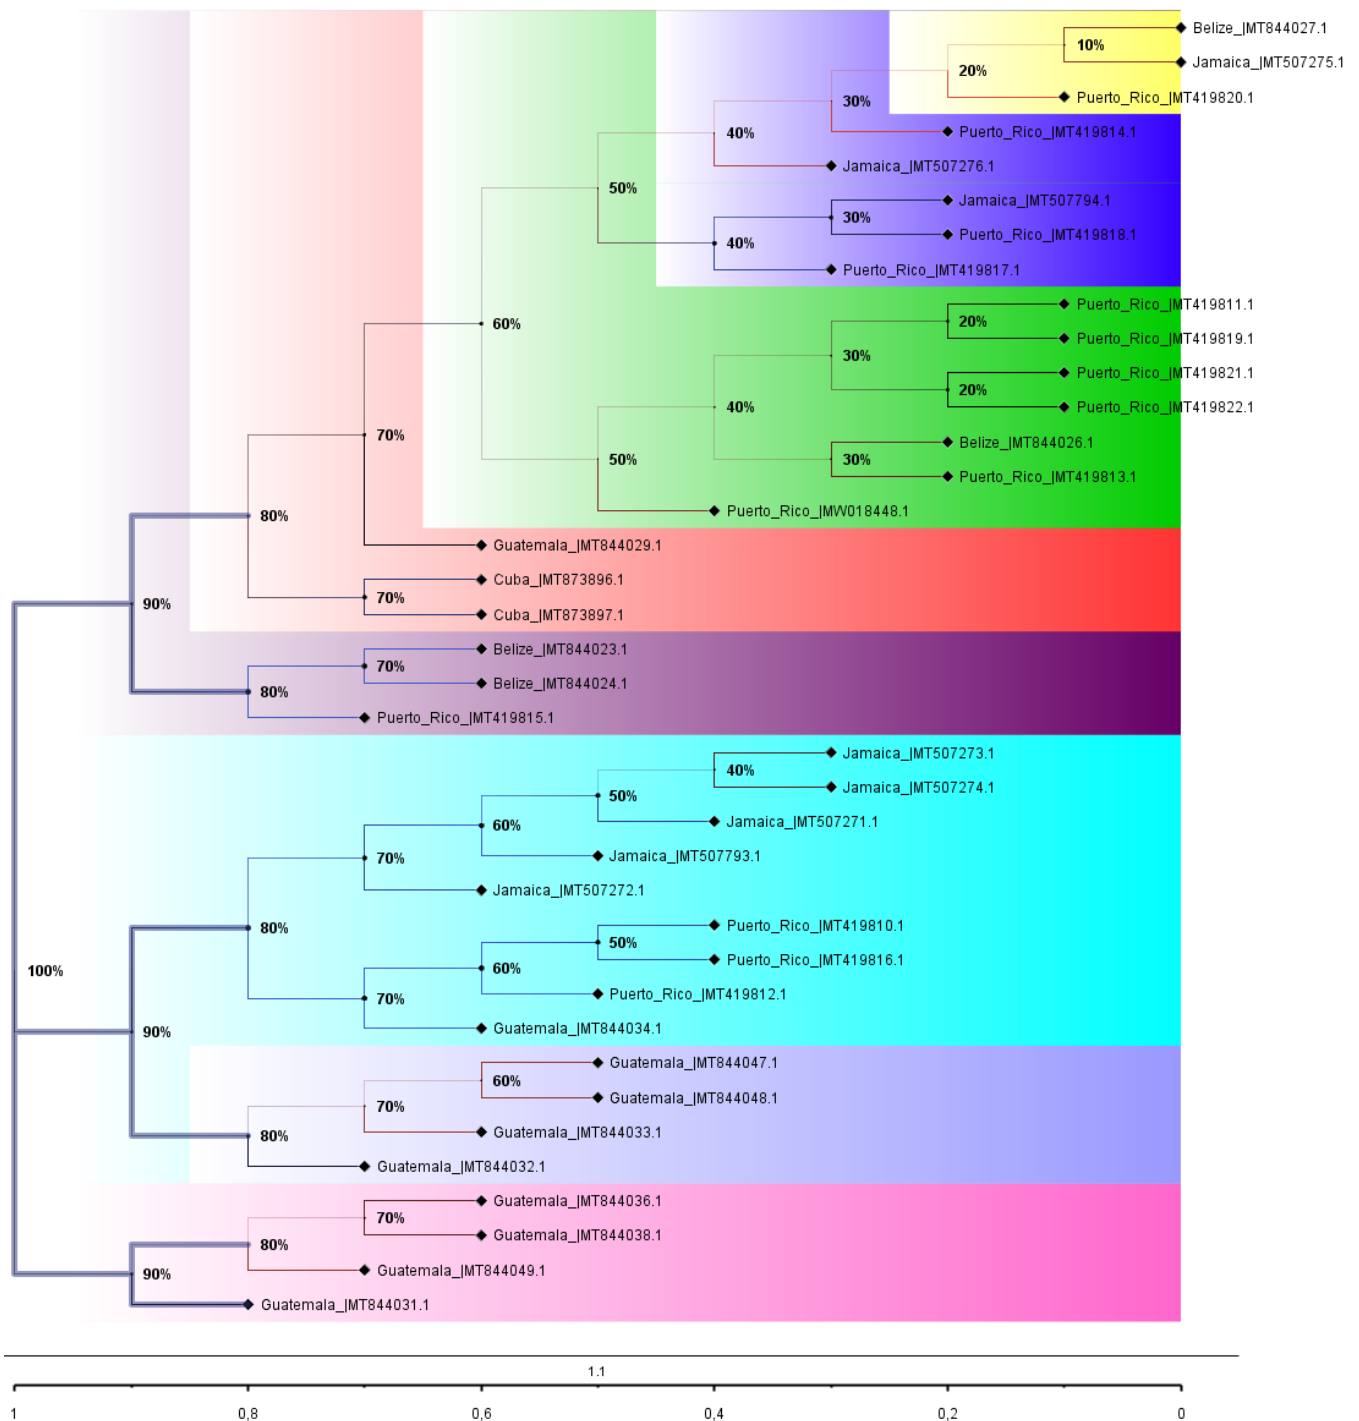 Belize_|MT844027.1
10%
Jamaica_|MT507275.1
20%
Puerto_Rico_|MT419820.1
30%
Puerto_Rico_|MT419814.1
40%
Jamaica_|MT507276.1
50%
Jamaica_|MT507794.1
30%
Puerto_Rico_|MT419818.1
40%
Puerto_Rico_|MT419817.1
60%
Puerto_Rico_|MT419811.1
20%
Puerto_Rico_|MT419819.1
30%
Puerto_Rico_|MT419821.1
20%
Puerto_Rico_|MT419822.1
40%
Belize_|MT844026.1
30%
50%
Puerto_Rico_|MT419813.1
70%
Puerto_Rico_|MW018448.1
80%
Guatemala_|MT844029.1
Cuba_|MT873896.1
70%
Cuba_|MT873897.1
90%
Belize_|MT844023.1
70%
Belize_|MT844024.1
80%
Puerto_Rico_|MT419815.1
Jamaica_|MT507273.1
40%
Jamaica_|MT507274.1
50%
Jamaica_|MT507271.1
60%
Jamaica_|MT507793.1
70%
Jamaica_|MT507272.1
80%
Puerto_Rico_|MT419810.1
50%
Puerto_Rico_|MT419816.1
60%
100%
Puerto_Rico_|MT419812.1
70%
Guatemala_|MT844034.1
90%
Guatemala_|MT844047.1
60%
Guatemala_|MT844048.1
70%
Guatemala_|MT844033.1
80%
Guatemala_|MT844032.1
Guatemala_|MT844036.1
70%
Guatemala_|MT844038.1
80%
Guatemala_|MT844049.1
90%
Guatemala_|MT844031.1
1.1
1 0,8 0,6 0,4 0,2 0